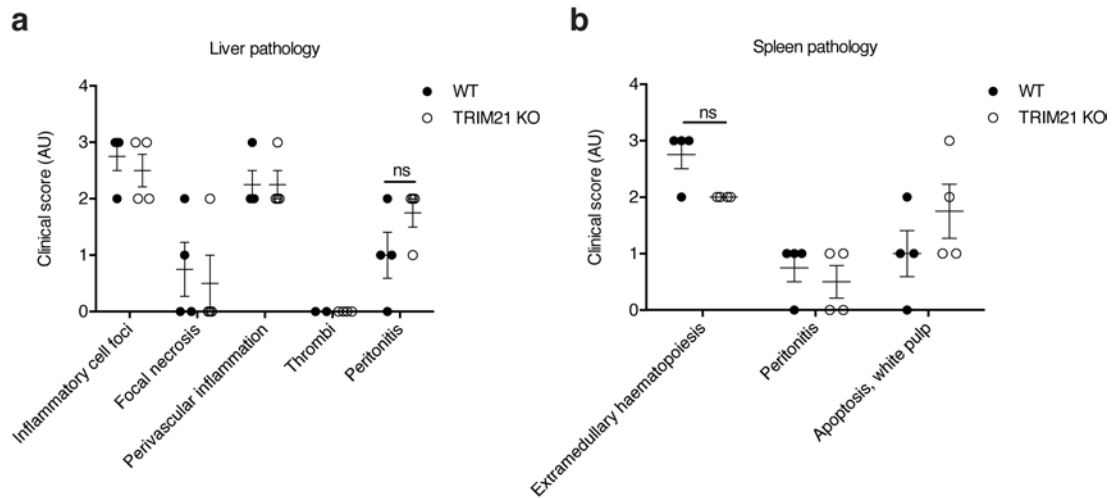 a
Liver pathology
WT
TRIM21 KO
Clinical score (AU)
4
3
2
1
0
ns
Inflammatory cell foci
Focal necrosis
Perivascular inflammation
Thrombi
Peritonitis
b
Spleen pathology
WT
TRIM21 KO
Clinical score (AU)
4
3
2
1
0
ns
Extramedullary haematopoiesis
Peritonitis
Apoptosis, white pulp